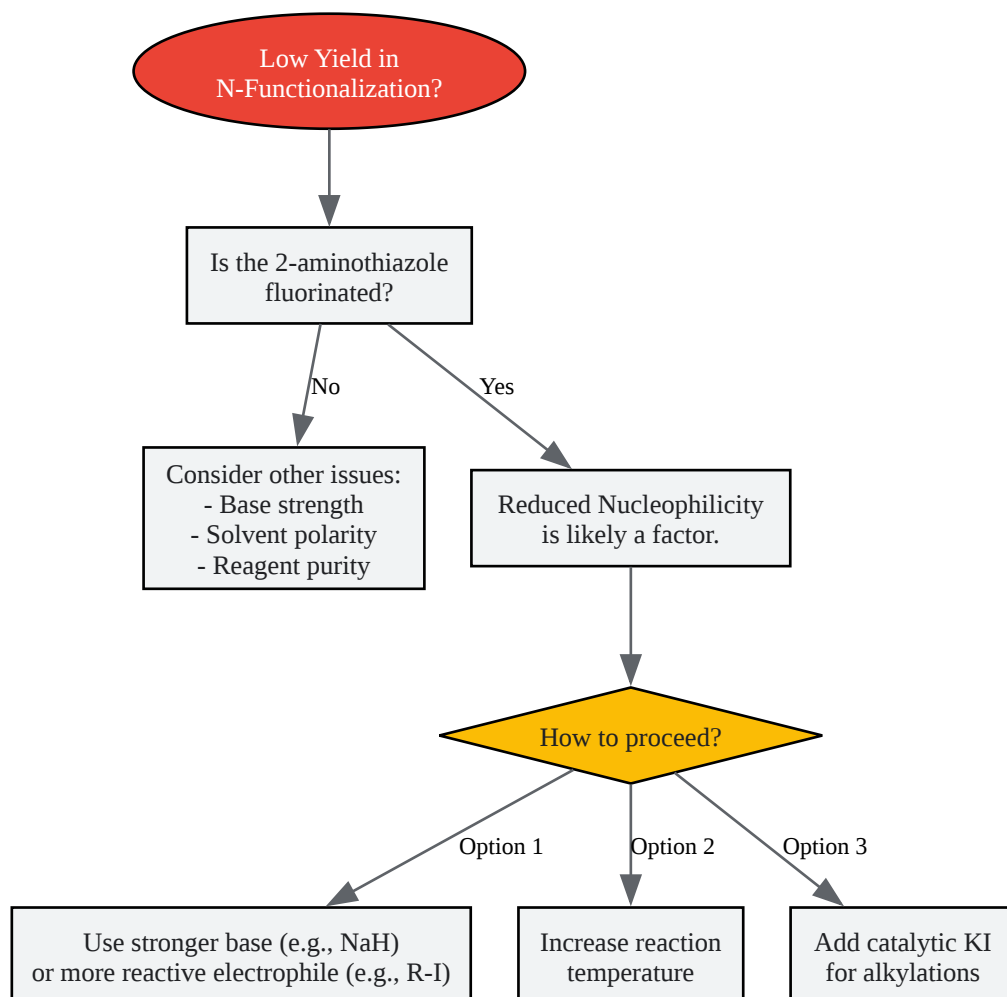 Low Yield in
N-Functionalization?
Is the 2-aminothiazole
fluorinated?
No
Yes
Consider other issues:
- Base strength
- Solvent polarity
- Reagent purity
Reduced Nucleophilicity
is likely a factor.
How to proceed?
Option 1
Option 2
Option 3
Use stronger base (e.g., NaH)
or more reactive electrophile (e.g., R-I)
Increase reaction
temperature
Add catalytic KI
for alkylations